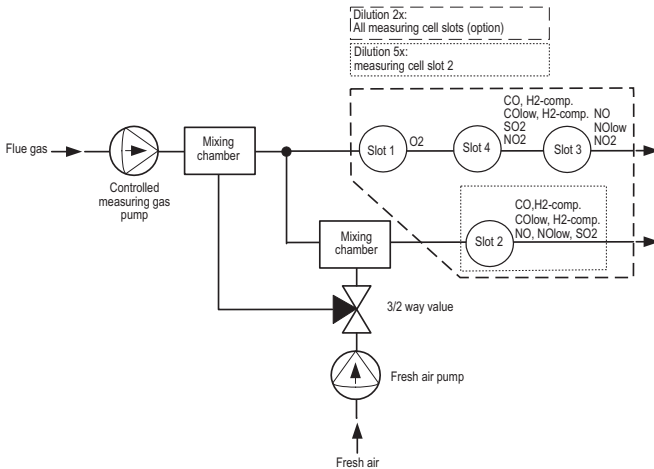 Dilution 2x:
All measuring cell slots (option)
Dilution 5x:
measuring cell slot 2
Flue gas
Controlled
measuring gas
pump
Mixing
chamber
Slot 1
O2
Slot 4
CO, H2-comp.
COlow, H2-comp.
SO2
NO2
Slot 3
NO
NOlow
NO2
Mixing
chamber
Slot 2
CO,H2-comp.
COlow, H2-comp.
NO, NOlow, SO2
3/2 way value
Fresh air pump
Fresh air